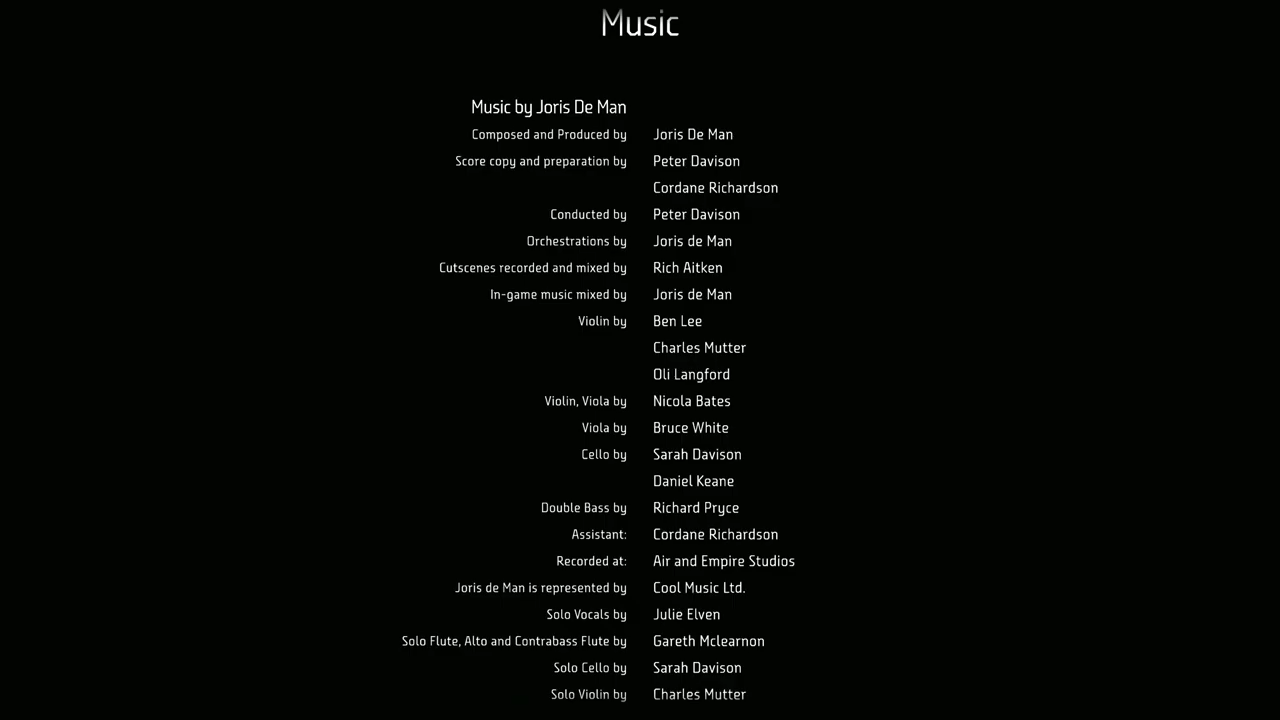 Music
Music by Joris De Man
Composed and Produced by Joris De Man
Score copy and preparation by Peter Davison
Cordane Richardson
Conducted by Peter Davison
Orchestrations by Joris de Man
Cutscenes recorded and mixed by Rich Aitken
In-game music mixed by Joris de Man
Violin by Ben Lee
Charles Mutter
Oli Langford
Violin, Viola by Nicola Bates
Viola by Bruce White
Cello by Sarah Davison
Daniel Keane
Double Bass by Richard Pryce
Assistant: Cordane Richardson
Recorded at: Air and Empire Studios
Joris de Man is represented by Cool Music Ltd.
Solo Vocals by Julie Elven
Solo Flute, Alto and Contrabass Flute by Gareth Mclearnon
Solo Cello by Sarah Davison
Solo Violin by Charles Mutter